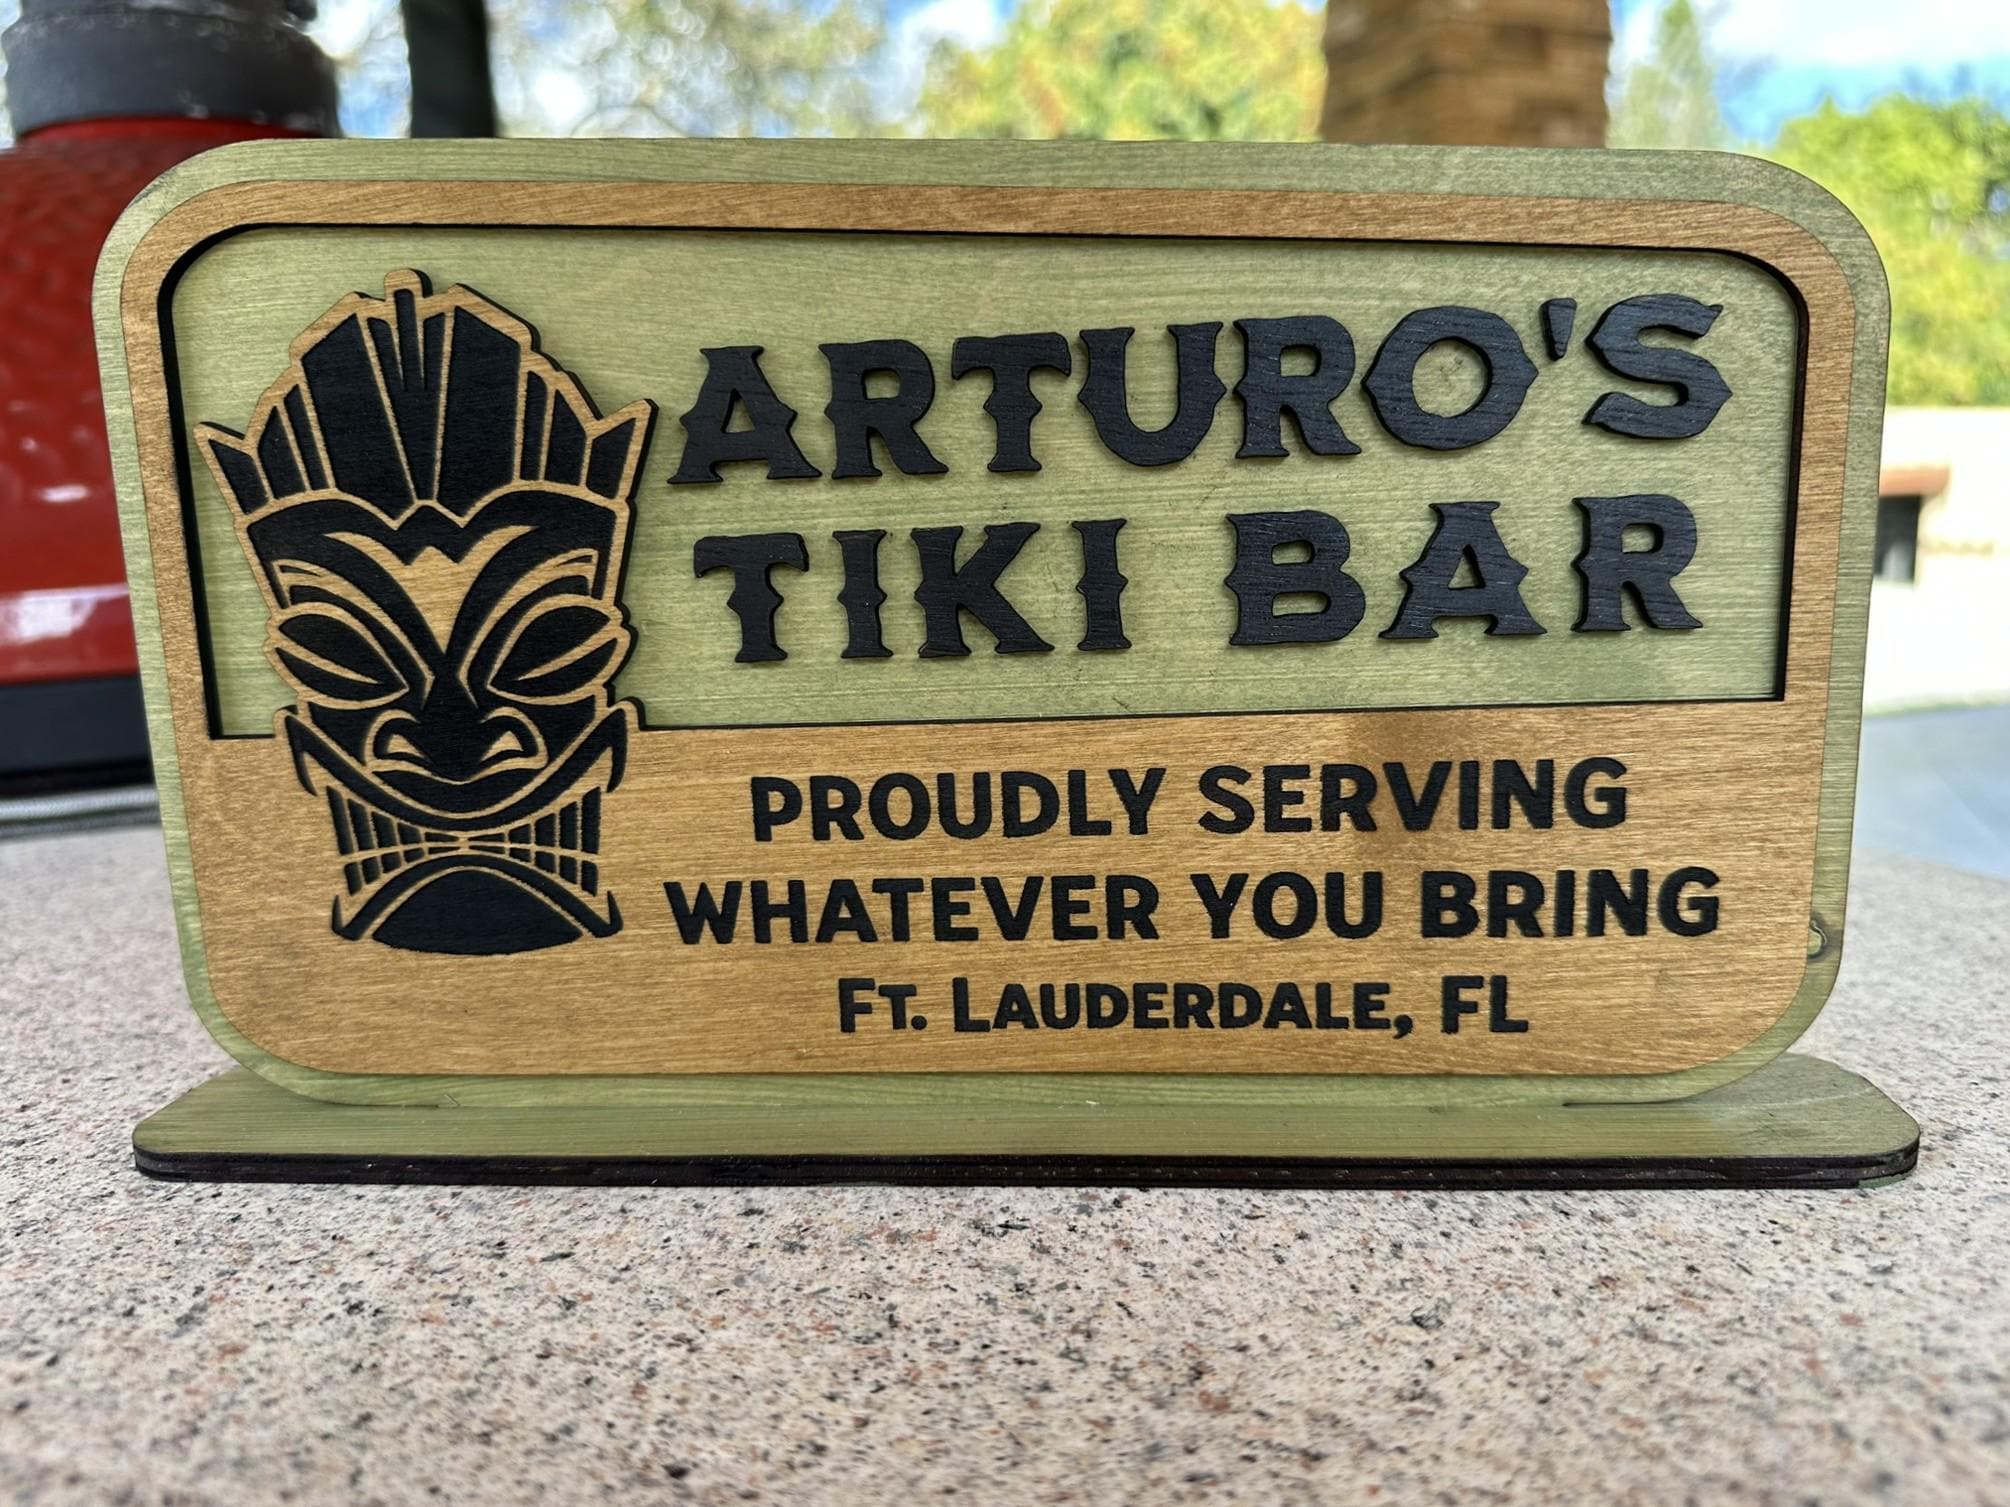 ARTURO'S
TIKI BAR
PROUDLY SERVING
WHATEVER YOU BRING
FT. LAUDERDALE, FL